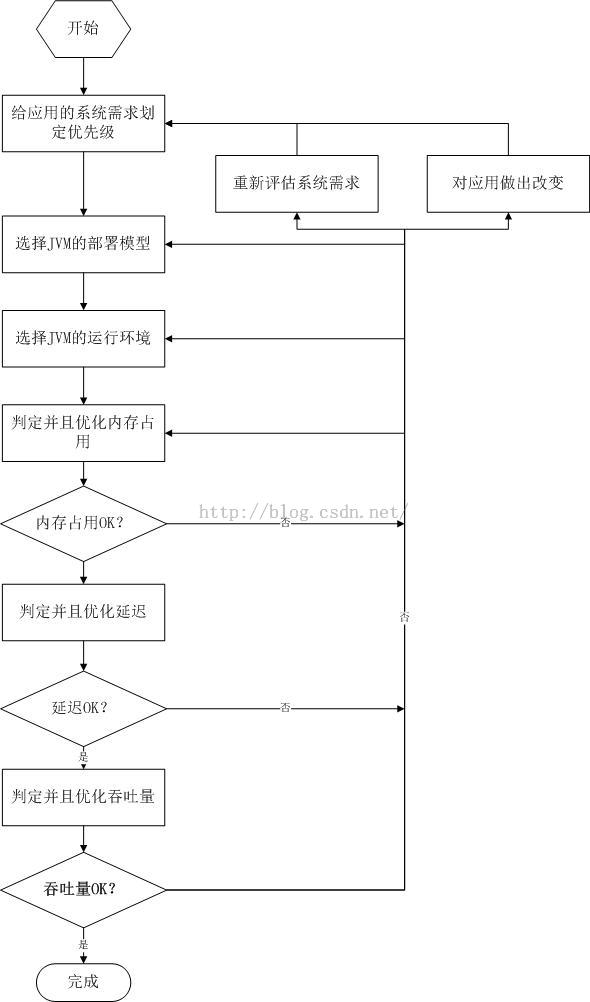 开始
给应用的系统需求划
定优先级
重新评估系统需求
对应用做出改变
选择JVM的部署模型
选择JVM的运行环境
判定并且优化内存占
用
http://blog.csdn.net/
内存占用OK?
否
判定并且优化延迟
否
延迟OK?
否
是
判定并且优化吞吐量
吞吐量OK?
是
完成